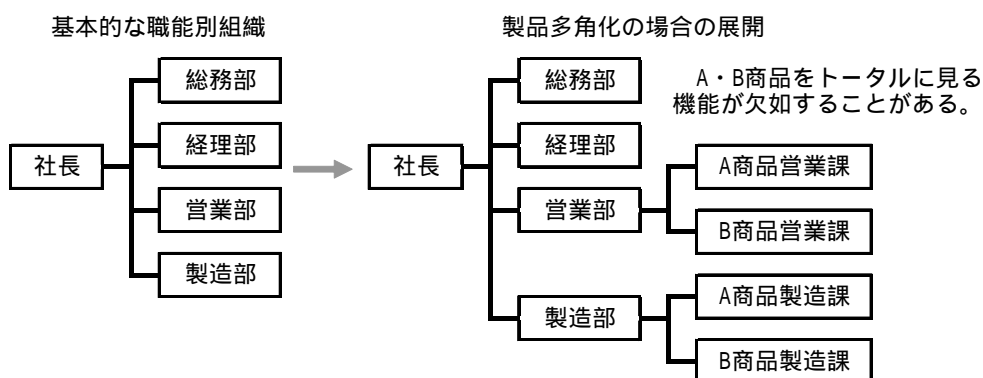 基本的な職能別組織
社長
総務部
経理部
営業部
製造部
製品多角化の場合の展開
A・B商品をトータルに見る
機能が欠如することがある。
社長
総務部
経理部
営業部
A商品営業課
B商品営業課
製造部
A商品製造課
B商品製造課